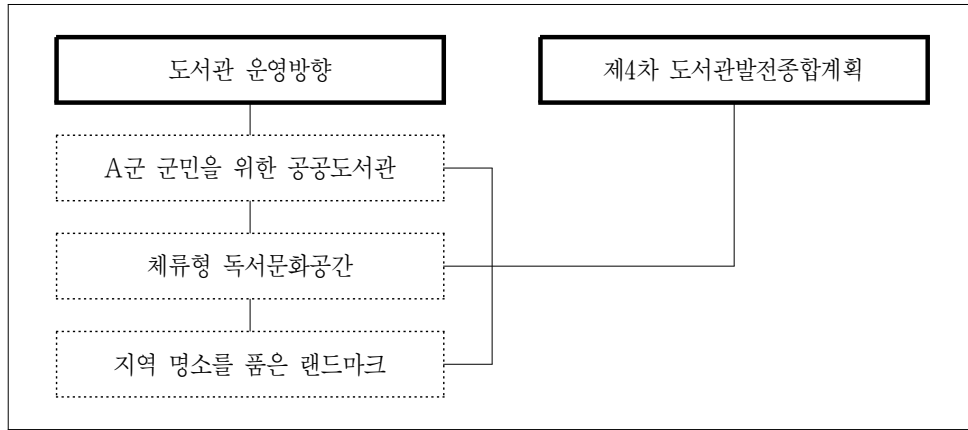 도서관 운영방향
제4차 도서관발전종합계획
A군 군민을 위한 공공도서관
체류형 독서문화공간
지역 명소를 품은 랜드마크